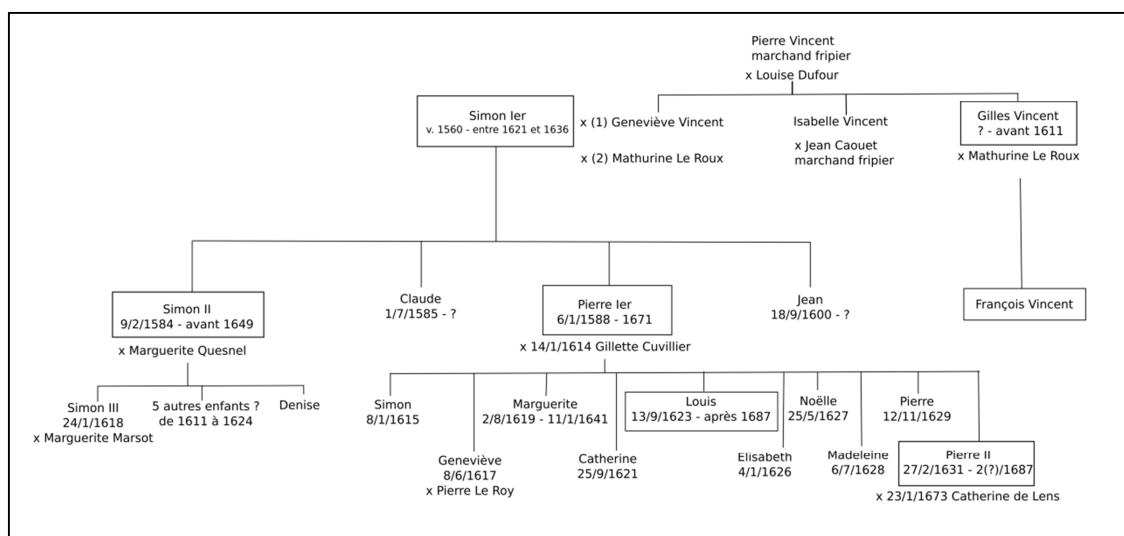 Pierre Vincent
marchand fripier
x Louise Dufour
Simon Ier
v. 1560 - entre 1621 et 1636
x (1) Geneviève Vincent
x (2) Mathurine Le Roux
Isabelle Vincent
x Jean Caouet
marchand fripier
Gilles Vincent
? - avant 1611
x Mathurine Le Roux
Simon II
9/2/1584 - avant 1649
x Marguerite Quesnel
Claude
1/7/1585 - ?
Pierre Ier
6/1/1588 - 1671
x 14/1/1614 Gillette Cuvillier
Jean
18/9/1600 - ?
François Vincent
Simon III
24/1/1618
x Marguerite Marsot
5 autres enfants ?
de 1611 à 1624
Denise
Simon
8/1/1615
Marguerite
2/8/1619 - 11/1/1641
Louis
13/9/1623 - après 1687
Noëlle
25/5/1627
Pierre
12/11/1629
Geneviève
8/6/1617
x Pierre Le Roy
Catherine
25/9/1621
Elisabeth
4/1/1626
Madeleine
6/7/1628
Pierre II
27/2/1631 - 2(?)/1687
x 23/1/1673 Catherine de Lens